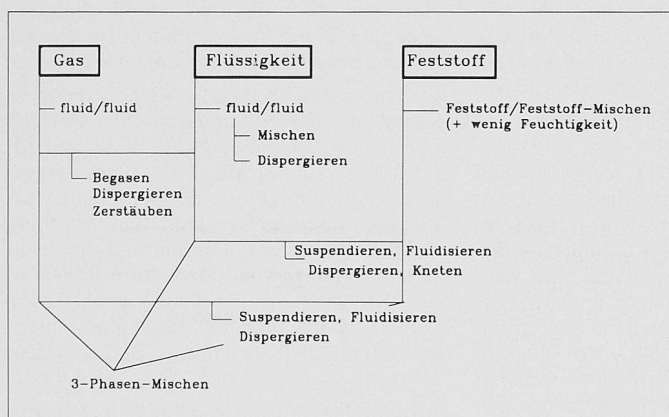 Gas
Flüssigkeit
Feststoff
fluid/fluid
fluid/fluid
Feststoff/Feststoff-Mischen
(+ wenig Feuchtigkeit)
Mischen
Dispergieren
Begasen
Dispergieren
Zerstäuben
Suspendieren, Fluidisieren
Dispergieren, Kneten
Suspendieren, Fluidisieren
Dispergieren
3-Phasen-Mischen